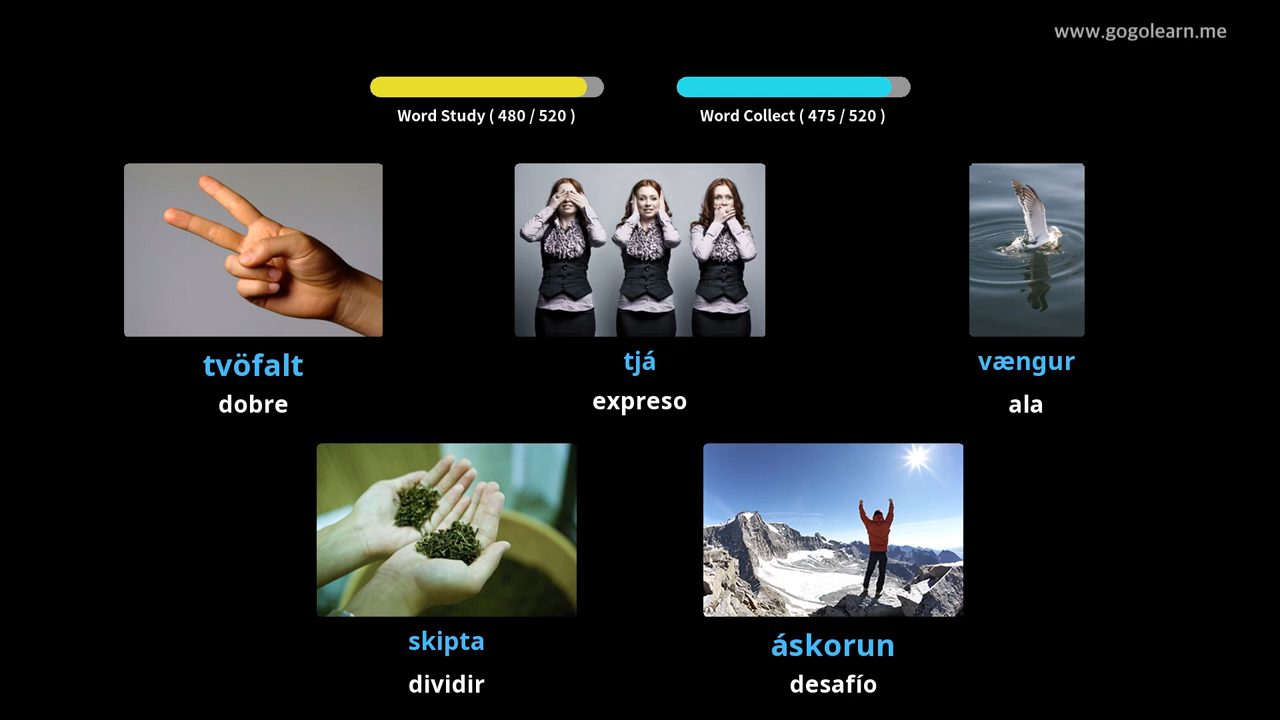 www.gogolearn.me
Word Study ( 480 / 520 )
Word Collect ( 475 / 520 )
tvöfalt
dobre
tjá
expreso
vængur
ala
skipta
dividir
áskorun
desafío